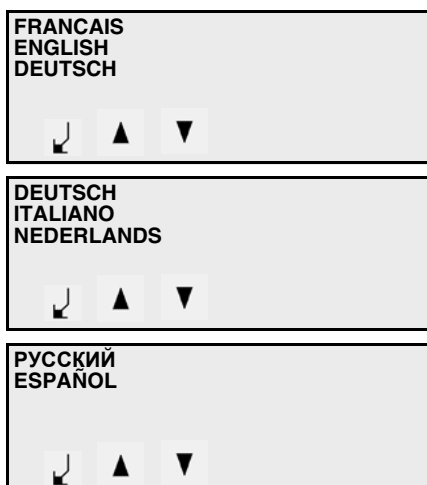 FRANCAIS
ENGLISH
DEUTSCH
DEUTSCH
ITALIANO
NEDERLANDS
РУССКИЙ
ESPAÑOL